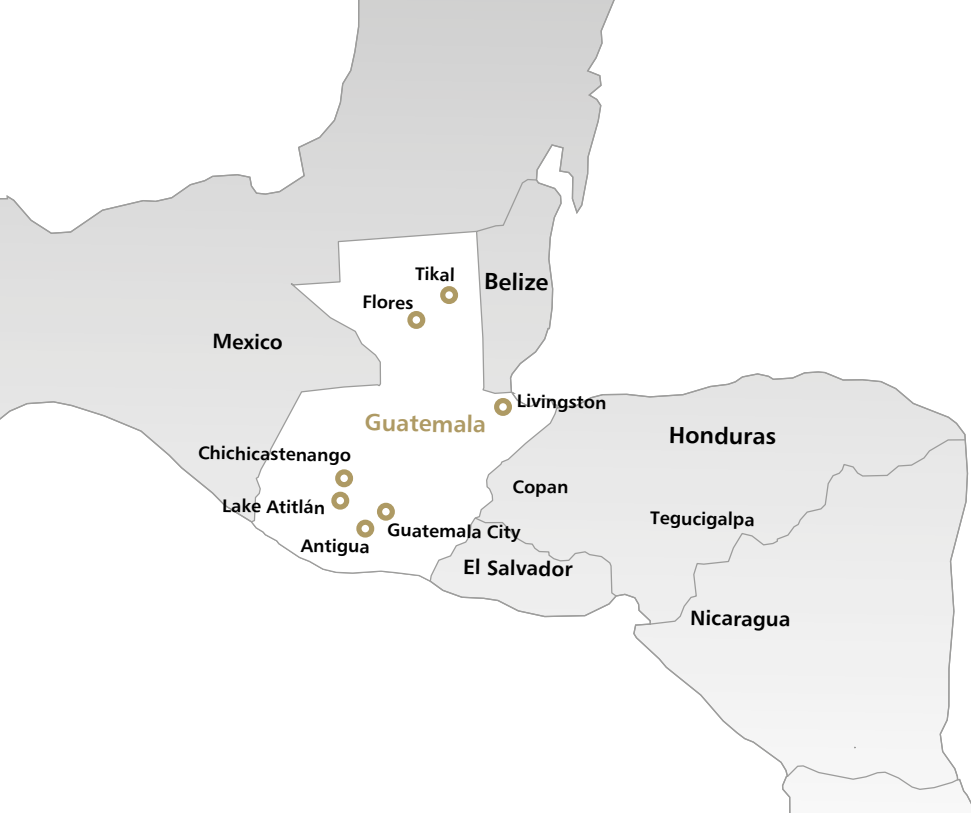 Tikal
Belize
Flores
Mexico
Livingston
Guatemala
Honduras
Chichicastenango
Copan
Lake Atitlán
Tegucigalpa
Guatemala City
Antigua
El Salvador
Nicaragua